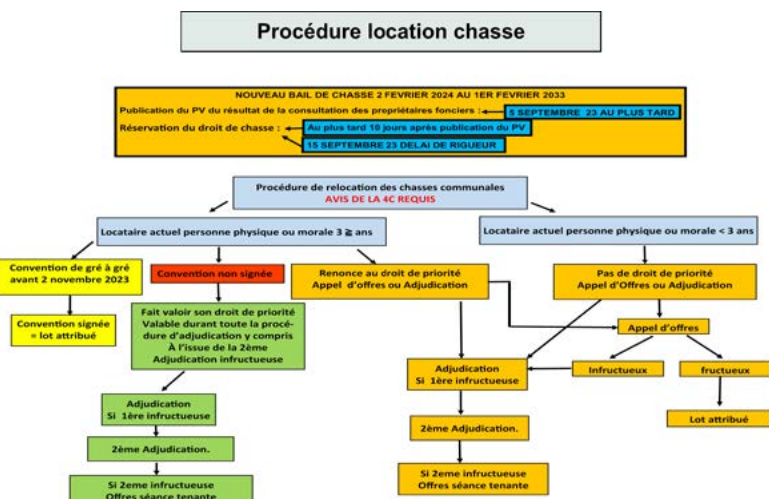 Procédure location chasse
NOUVEAU BAIL DE CHASSE 2 FEVRIER 2024 AU 1ER FEVRIER 2033
Publication du PV du résultat de la consultation des propriétaires fonciers : 5 SEPTEMBRE 23 AU PLUS TARD
Réservation du droit de chasse : Au plus tard 10 jours après publication du PV
15 SEPTEMBRE 23 DELAI DE RIGUEUR
Procédure de relocation des chasses communales
AVIS DE LA 4C REQUIS
Locataire actuel personne physique ou morale 3 ≧ ans
Locataire actuel personne physique ou morale < 3 ans
Convention de gré à gré
avant 2 novembre 2023
Convention non signée
Renonce au droit de priorité
Appel d'offres ou Adjudication
Pas de droit de priorité
Appel d'Offres ou Adjudication
Convention signée
= lot attribué
Fait valoir son droit de priorité
Valable durant toute la procé-
dure d'adjudication y compris
À l'issue de la 2ème
Adjudication infructueuse
Appel d'offres
Adjudication
Si 1ère infructueuse
Infructueux
fructueux
Adjudication
Si 1ère infructueuse
Lot attribué
2ème Adjudication.
2ème Adjudication.
Si 2eme infructueuse
Offres séance tenante
Si 2eme infructueuse
Offres séance tenante